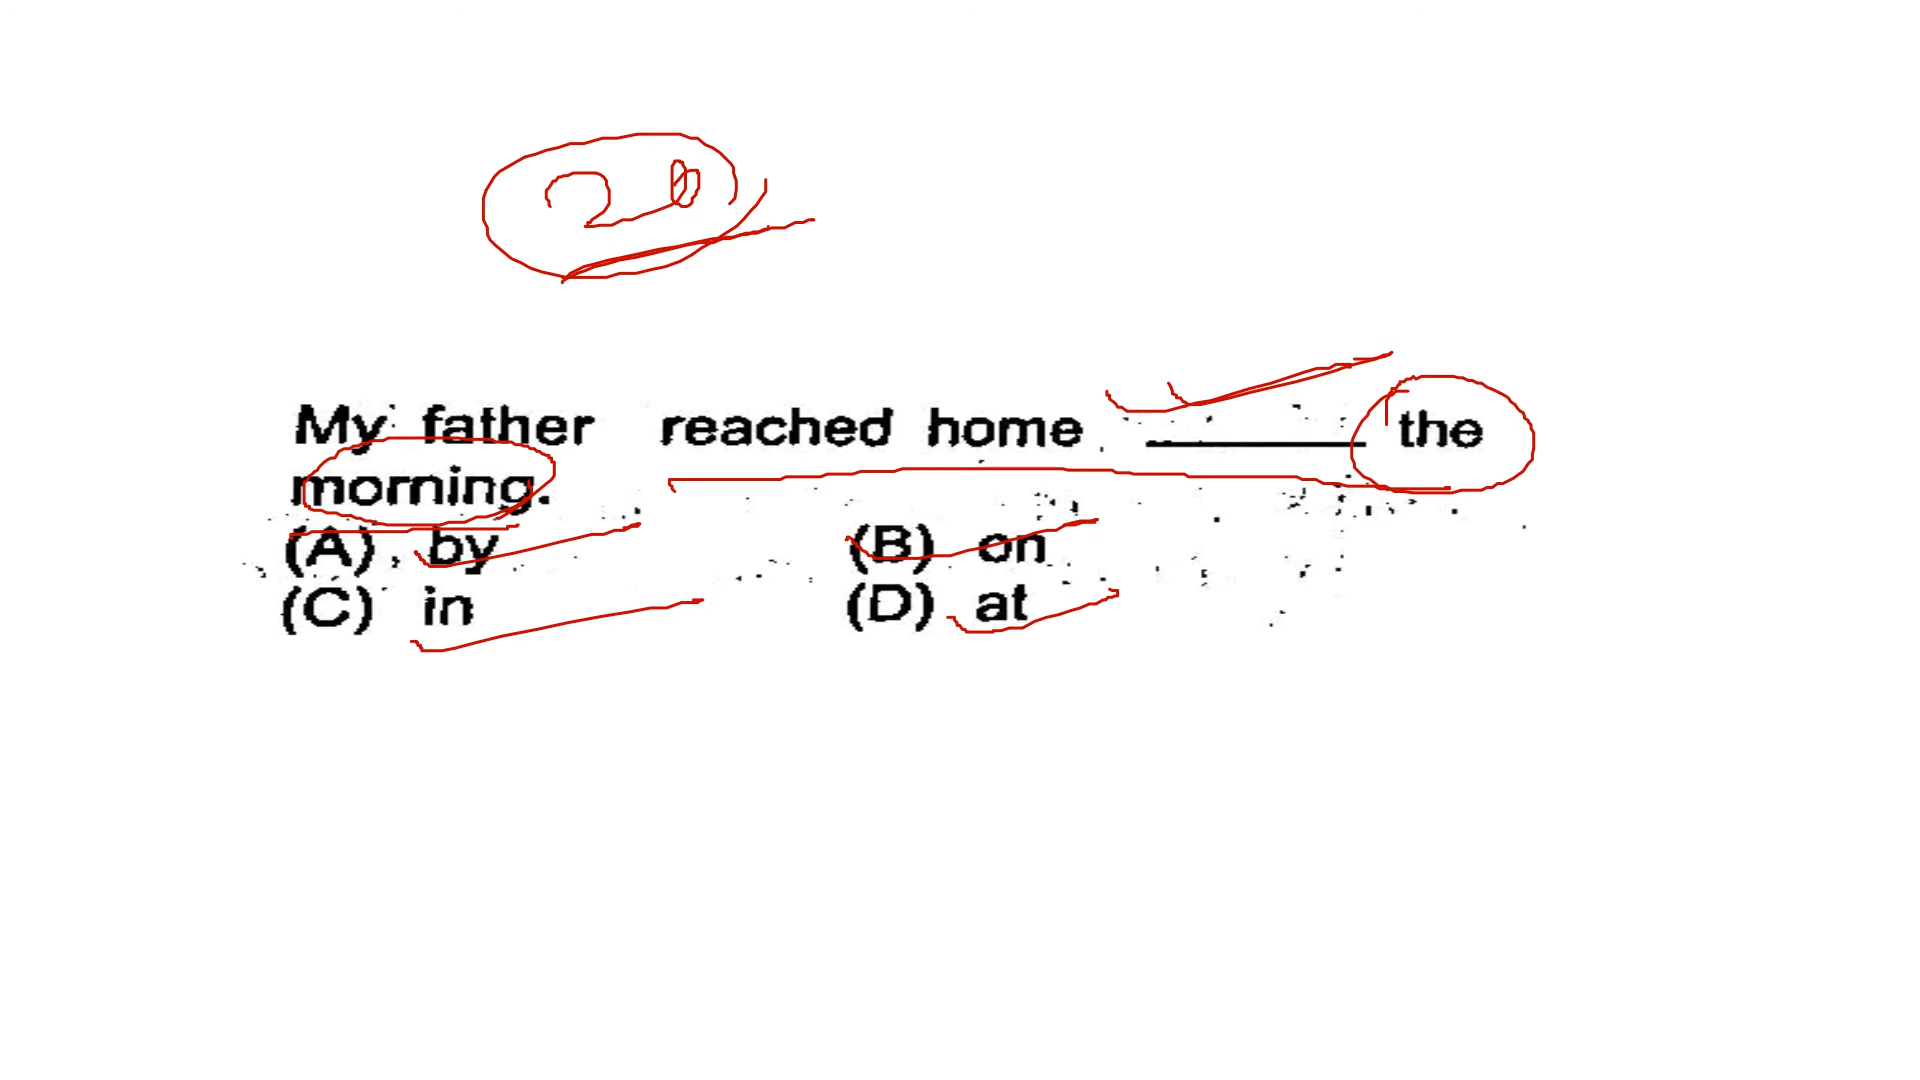 20
My father reached home ________ the
morning.
(A) by (B) on
(C) in (D) at